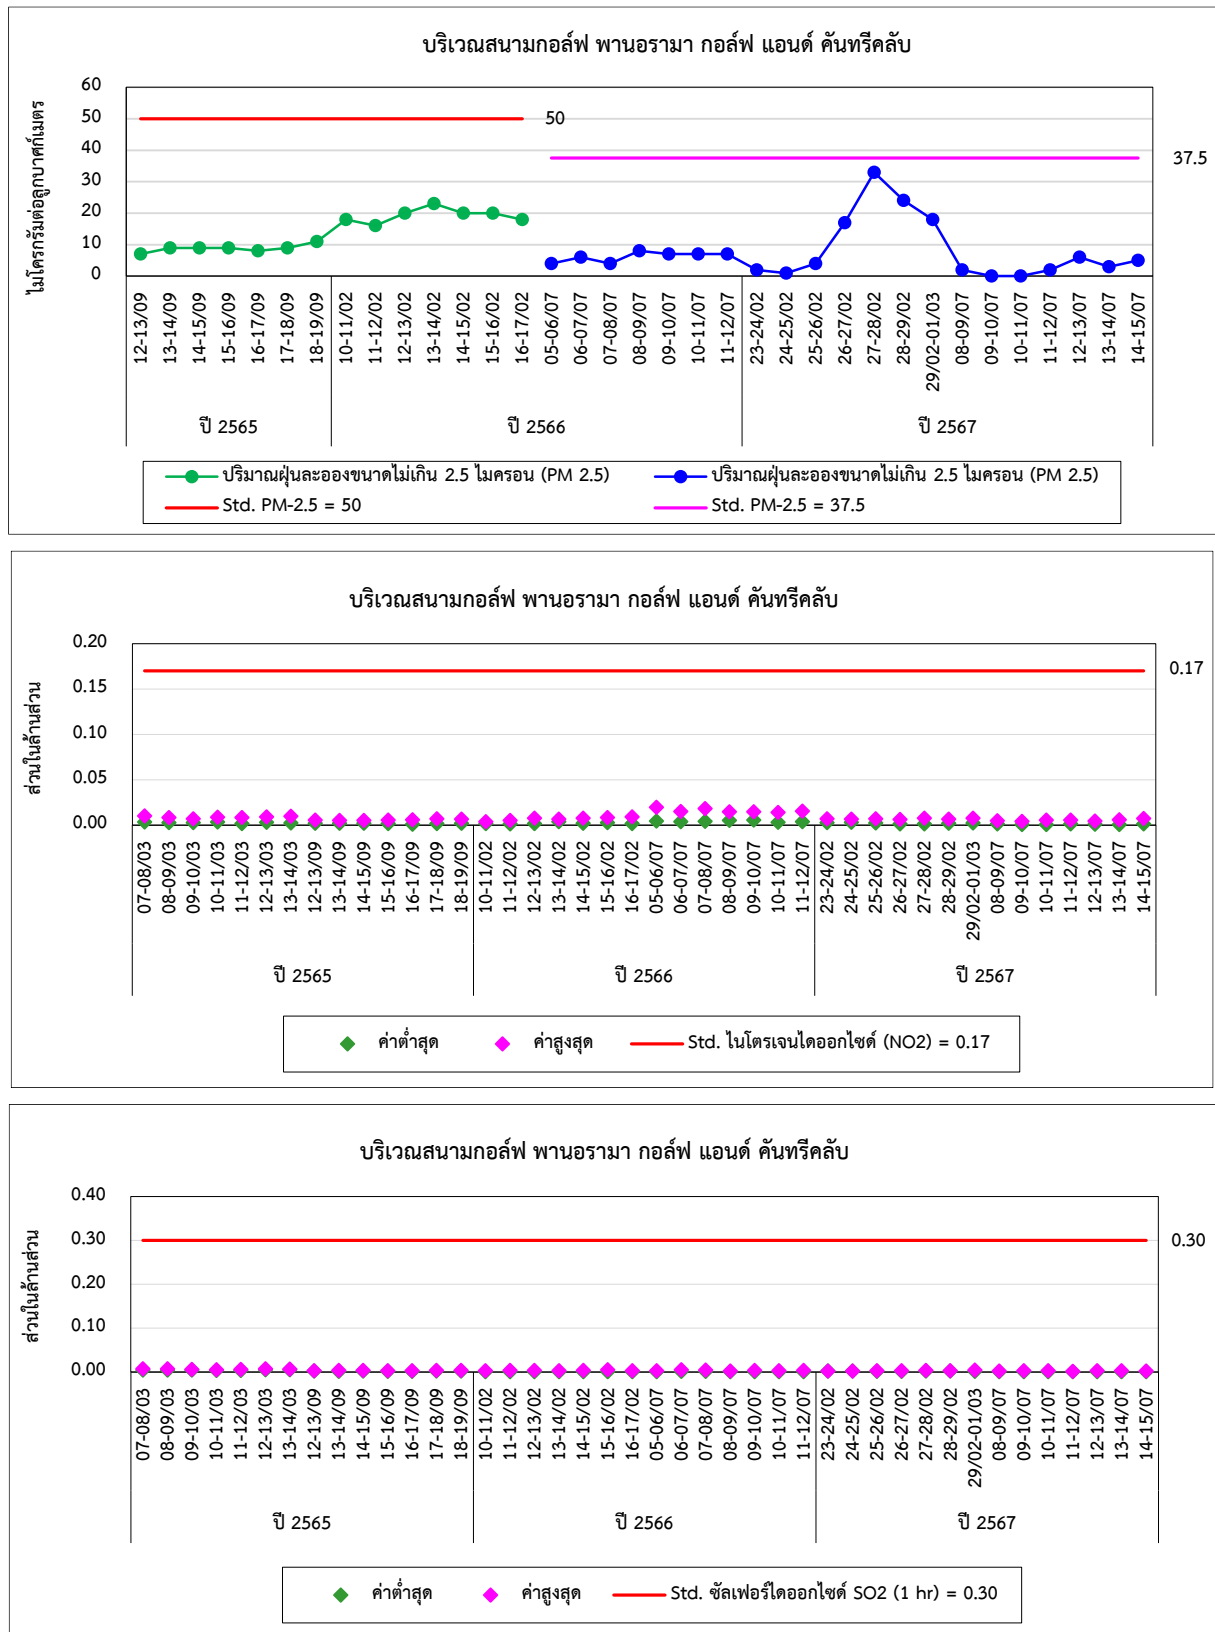 บริเวณสนามกอล์ฟ พานอรามา กอล์ฟ แอนด์ คันทรีคลับ
ไมโครกรัมต่อลูกบาศก์เมตร
60
50
40
30
20
10
0
50
37.5
12-13/09 13-14/09 14-15/09 15-16/09 16-17/09 17-18/09 18-19/09 10-11/02 11-12/02 12-13/02 13-14/02 14-15/02 15-16/02 16-17/02 05-06/07 06-07/07 07-08/07 08-09/07 09-10/07 10-11/07 11-12/07 23-24/02 24-25/02 25-26/02 26-27/02 27-28/02 28-29/02 29/02-01/03 08-09/07 09-10/07 10-11/07 11-12/07 12-13/07 13-14/07 14-15/07
ปี 2565 ปี 2566 ปี 2567
ปริมาณฝุ่นละอองขนาดไม่เกิน 2.5 ไมครอน (PM 2.5) ปริมาณฝุ่นละอองขนาดไม่เกิน 2.5 ไมครอน (PM 2.5)
Std. PM-2.5 = 50 Std. PM-2.5 = 37.5
บริเวณสนามกอล์ฟ พานอรามา กอล์ฟ แอนด์ คันทรีคลับ
ส่วนในล้านส่วน
0.20
0.15
0.10
0.05
0.00
0.17
07-08/03 08-09/03 09-10/03 10-11/03 11-12/03 12-13/03 13-14/03 12-13/09 13-14/09 14-15/09 15-16/09 16-17/09 17-18/09 18-19/09 10-11/02 11-12/02 12-13/02 13-14/02 14-15/02 15-16/02 16-17/02 05-06/07 06-07/07 07-08/07 08-09/07 09-10/07 10-11/07 11-12/07 23-24/02 24-25/02 25-26/02 26-27/02 27-28/02 28-29/02 29/02-01/03 08-09/07 09-10/07 10-11/07 11-12/07 12-13/07 13-14/07 14-15/07
ปี 2565 ปี 2566 ปี 2567
ค่าต่ำสุด ค่าสูงสุด Std. ไนโตรเจนไดออกไซด์ (NO2) = 0.17
บริเวณสนามกอล์ฟ พานอรามา กอล์ฟ แอนด์ คันทรีคลับ
ส่วนในล้านส่วน
0.40
0.30
0.20
0.10
0.00
0.30
07-08/03 08-09/03 09-10/03 10-11/03 11-12/03 12-13/03 13-14/03 12-13/09 13-14/09 14-15/09 15-16/09 16-17/09 17-18/09 18-19/09 10-11/02 11-12/02 12-13/02 13-14/02 14-15/02 15-16/02 16-17/02 05-06/07 06-07/07 07-08/07 08-09/07 09-10/07 10-11/07 11-12/07 23-24/02 24-25/02 25-26/02 26-27/02 27-28/02 28-29/02 29/02-01/03 08-09/07 09-10/07 10-11/07 11-12/07 12-13/07 13-14/07 14-15/07
ปี 2565 ปี 2566 ปี 2567
ค่าต่ำสุด ค่าสูงสุด Std. ซัลเฟอร์ไดออกไซด์ SO2 (1 hr) = 0.30